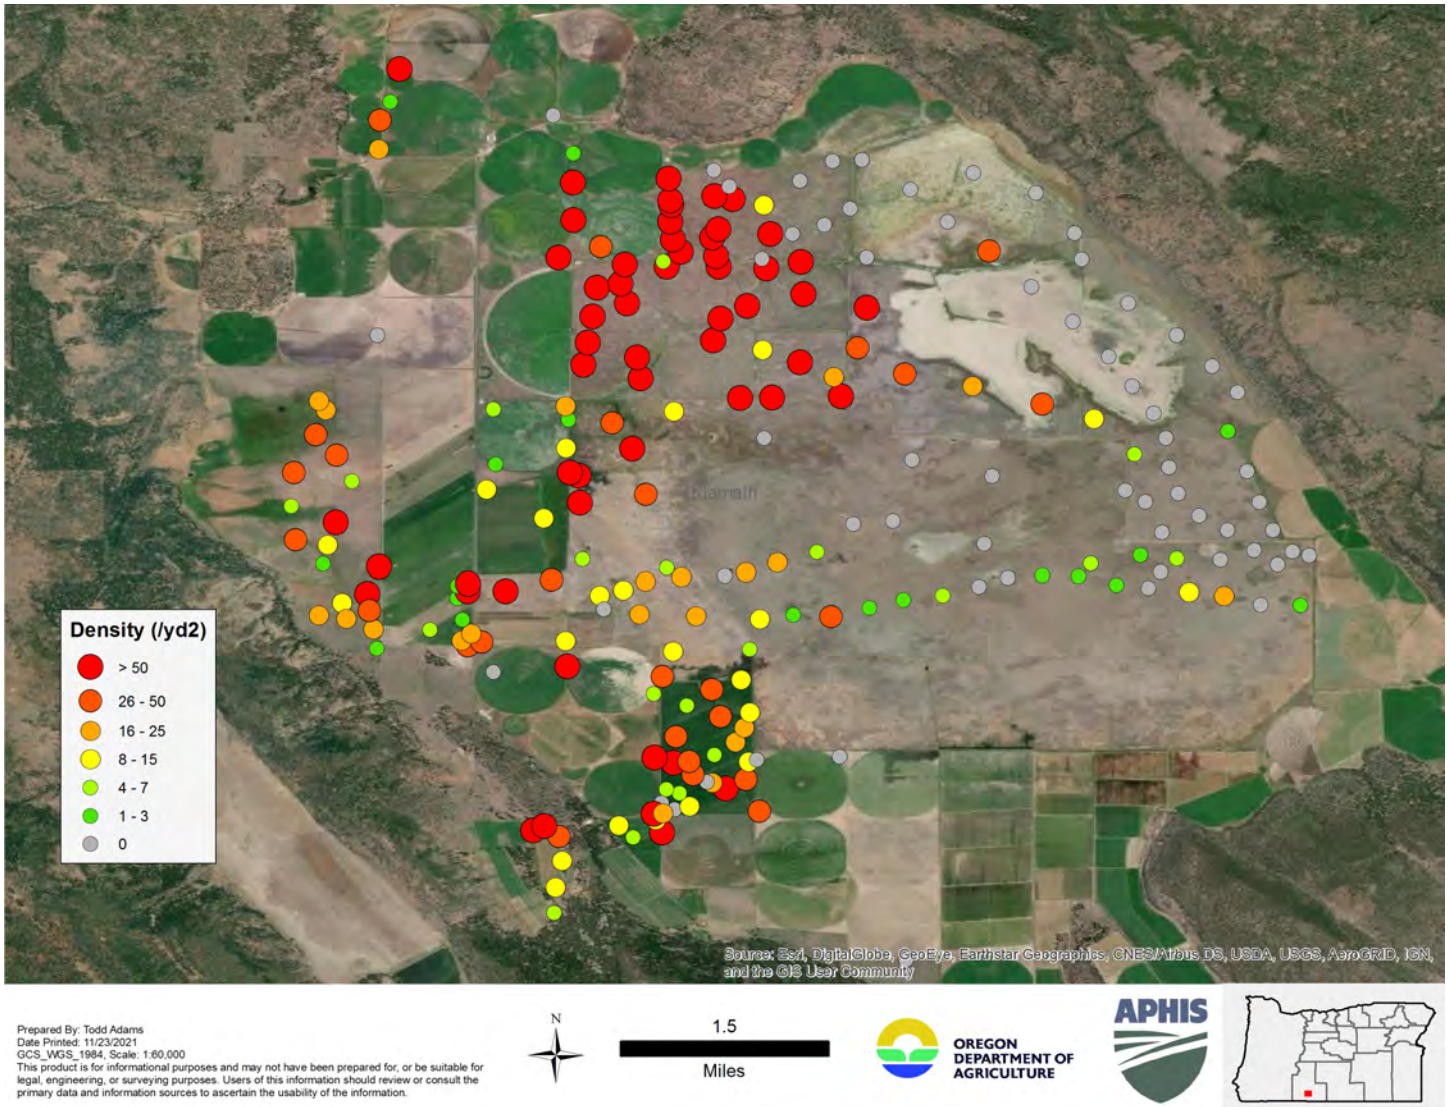 Klamath
Density (/yd2)
> 50
26 - 50
16 - 25
8 - 15
4 - 7
1 - 3
0
Source: Esri, DigitalGlobe, GeoEye, Earthstar Geographics, CNES/Airbus DS, USDA, USGS, AeroGRID, IGN,
and the GIS User Community
Prepared By: Todd Adams
Date Printed: 11/23/2021
GCS_WGS_1984, Scale: 1:60,000
This product is for informational purposes and may not have been prepared for, or be suitable for
legal, engineering, or surveying purposes. Users of this information should review or consult the
primary data and information sources to ascertain the usability of the information.
N
1.5
Miles
OREGON
DEPARTMENT OF
AGRICULTURE
APHIS